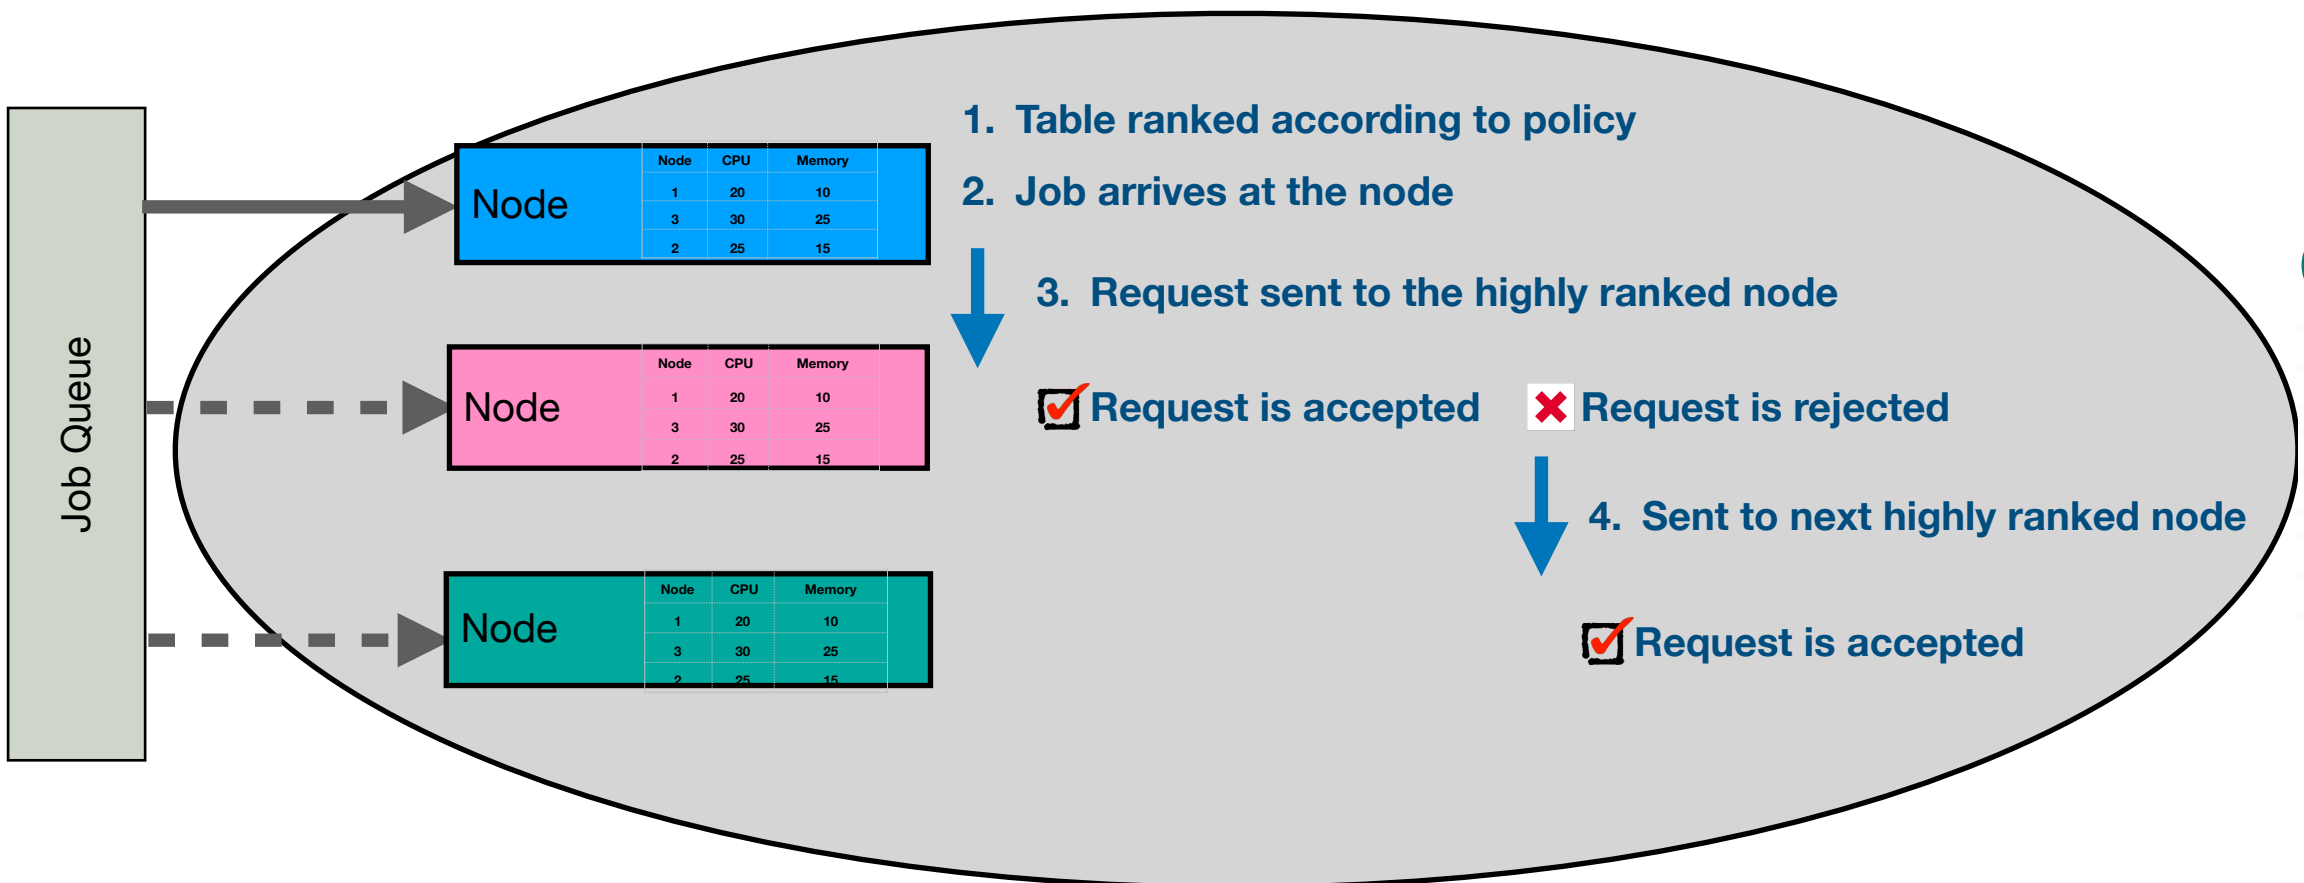 Job Queue
Node
Node CPU Memory
1 20 10
3 30 25
2 25 15
Node
Node CPU Memory
1 20 10
3 30 25
2 25 15
Node
Node CPU Memory
1 20 10
3 30 25
2 25 15
1. Table ranked according to policy
2. Job arrives at the node
3. Request sent to the highly ranked node
Request is accepted
Request is rejected
4. Sent to next highly ranked node
Request is accepted